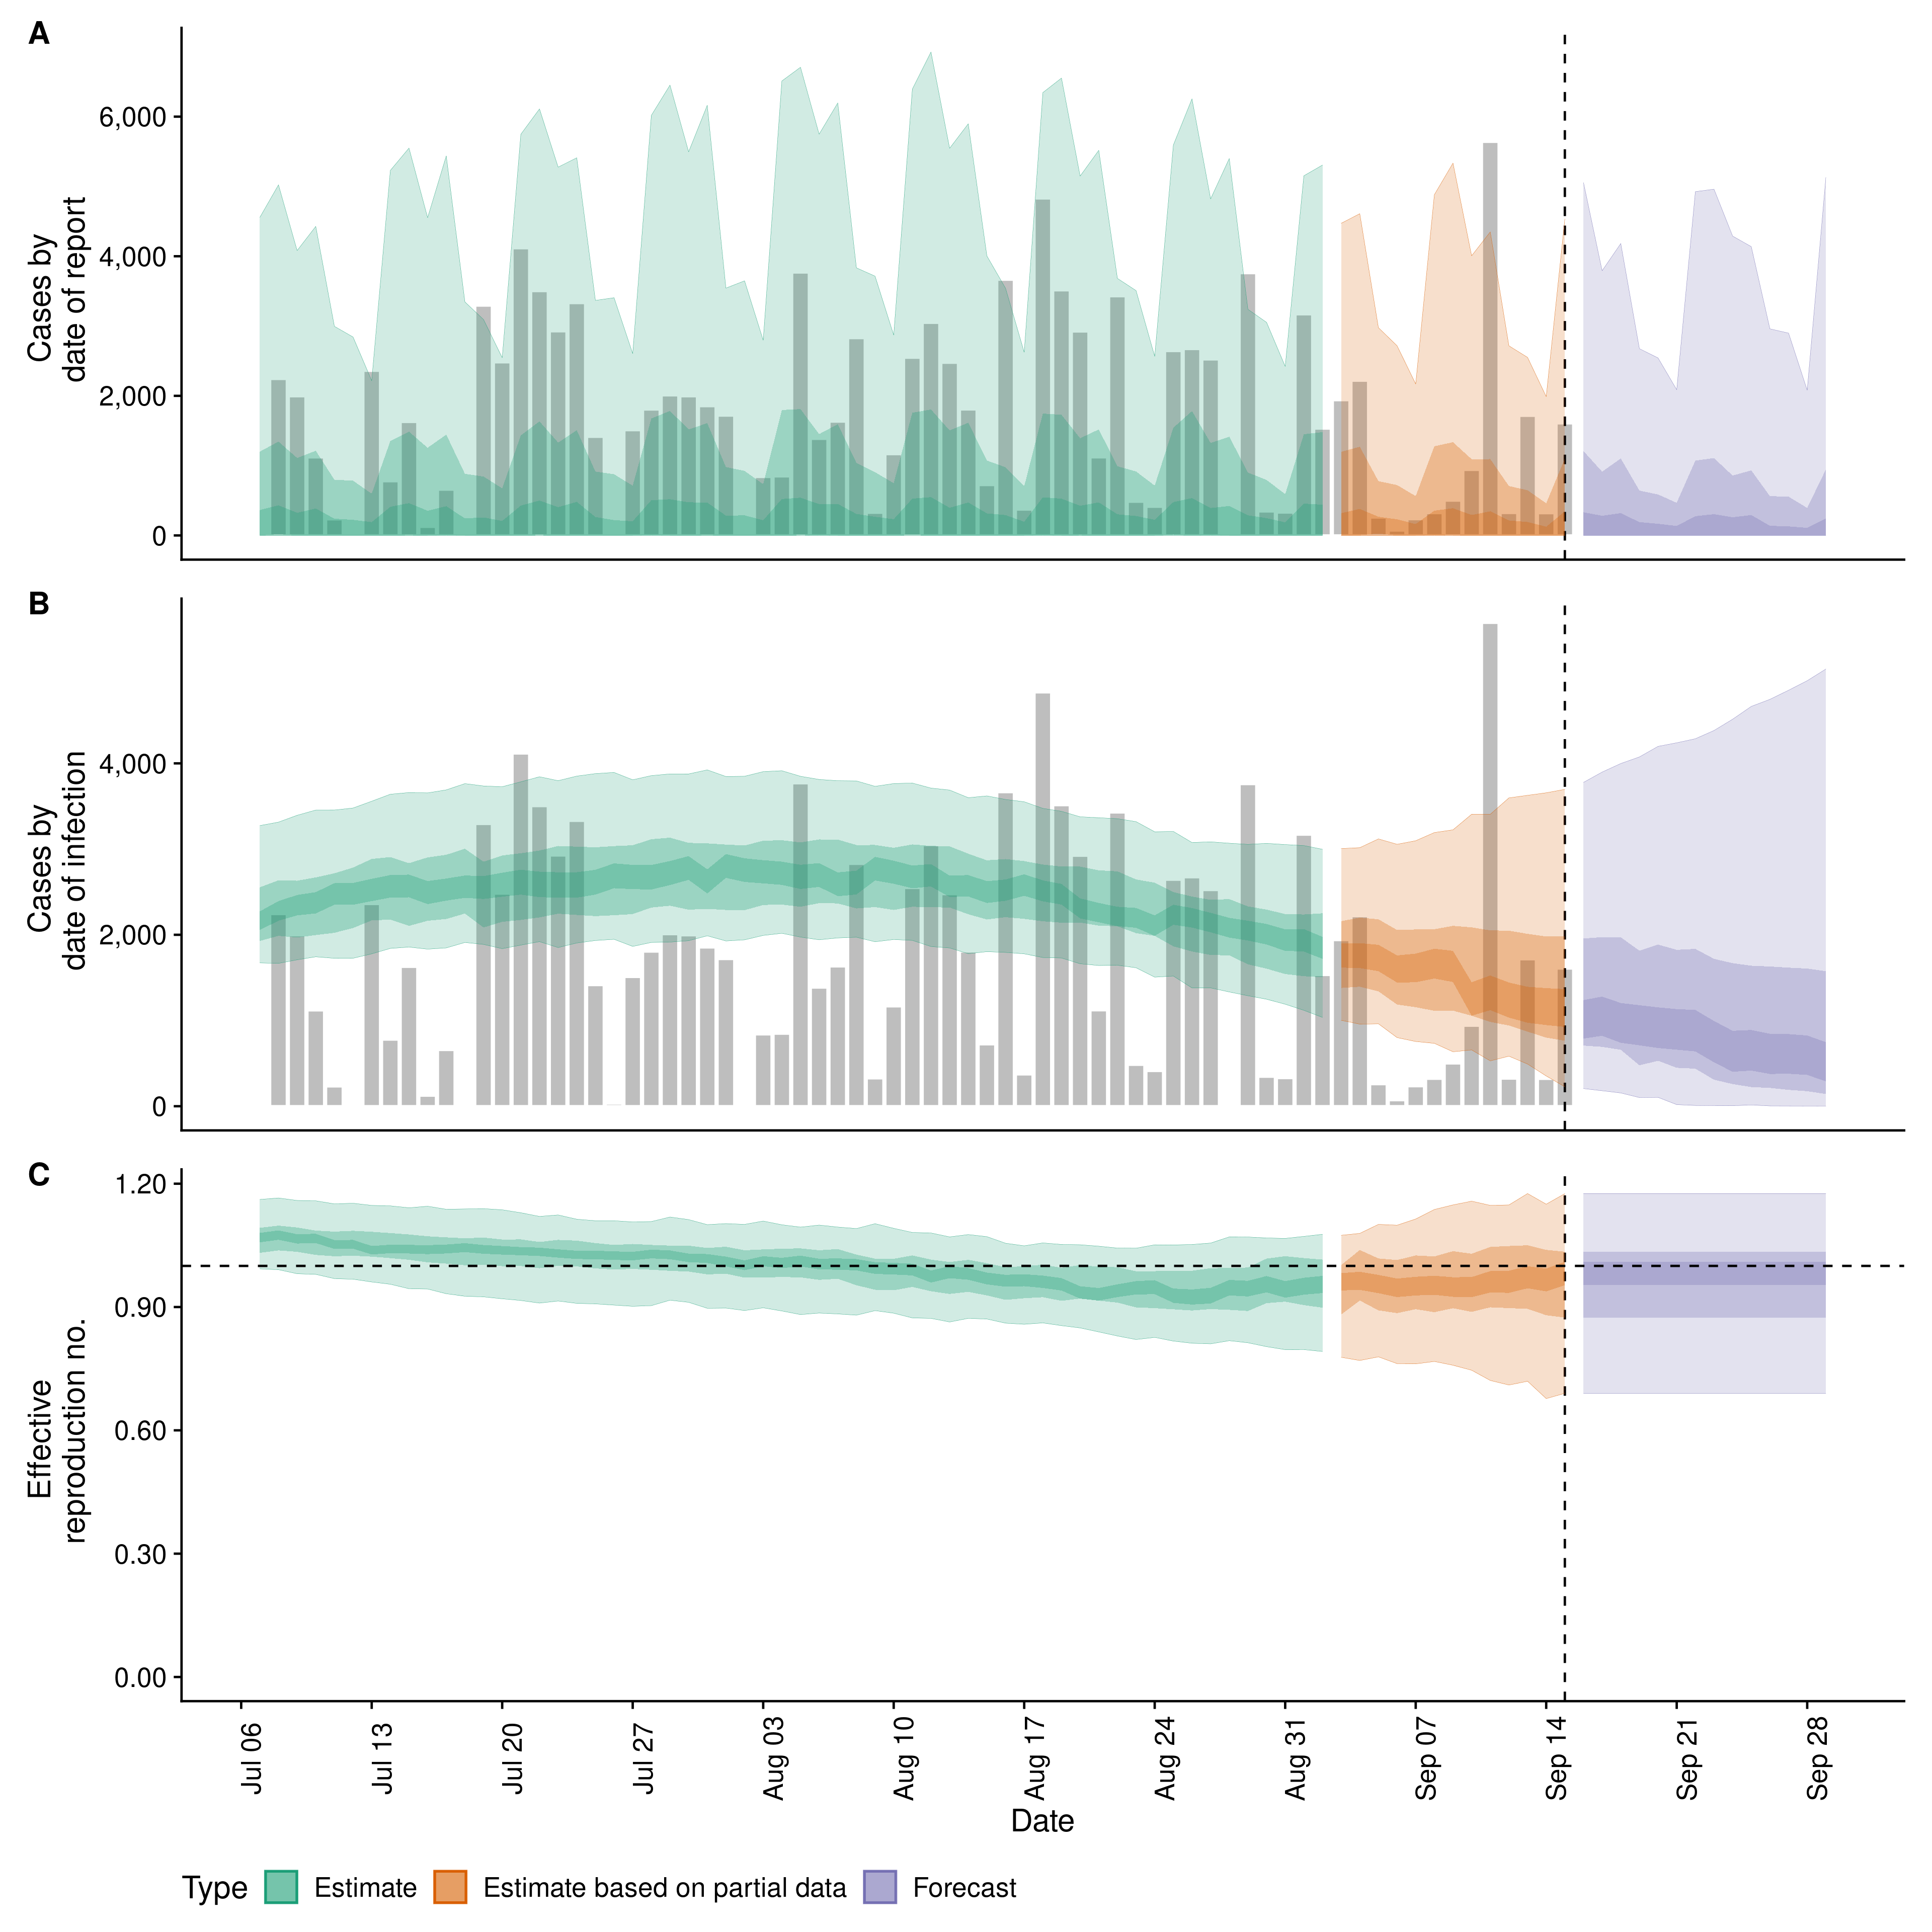 A
Cases by
date of report
6,000
4,000
2,000
0
B
Cases by
date of infection
4,000
2,000
0
C
Effective
reproduction no.
1.20
0.90
0.60
0.30
0.00
Jul 06
Jul 13
Jul 20
Jul 27
Aug 03
Aug 10
Aug 17
Aug 24
Aug 31
Sep 07
Sep 14
Sep 21
Sep 28
Date
Type Estimate Estimate based on partial data Forecast